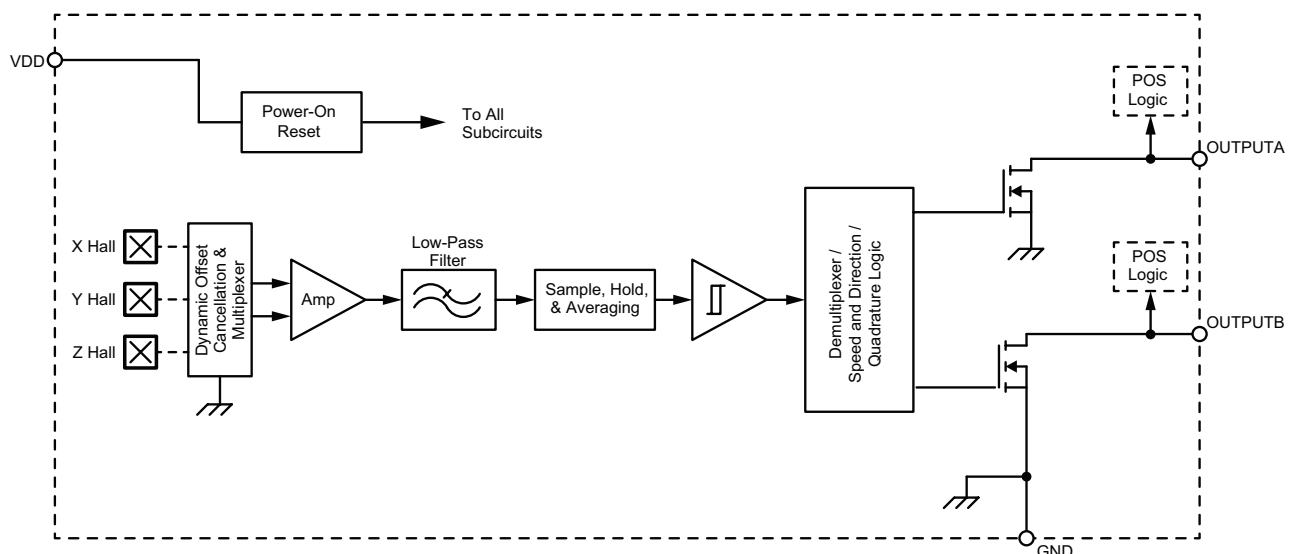 VDD
Power-On
Reset
To All
Subcircuits
POS
Logic
OUTPUTA
X Hall
Y Hall
Z Hall
Dynamic Offset
Cancellation &
Multiplexer
Amp
Low-Pass
Filter
Sample, Hold,
& Averaging
Demultiplexer /
Speed and Direction /
Quadrature Logic
POS
Logic
OUTPUTB
GND